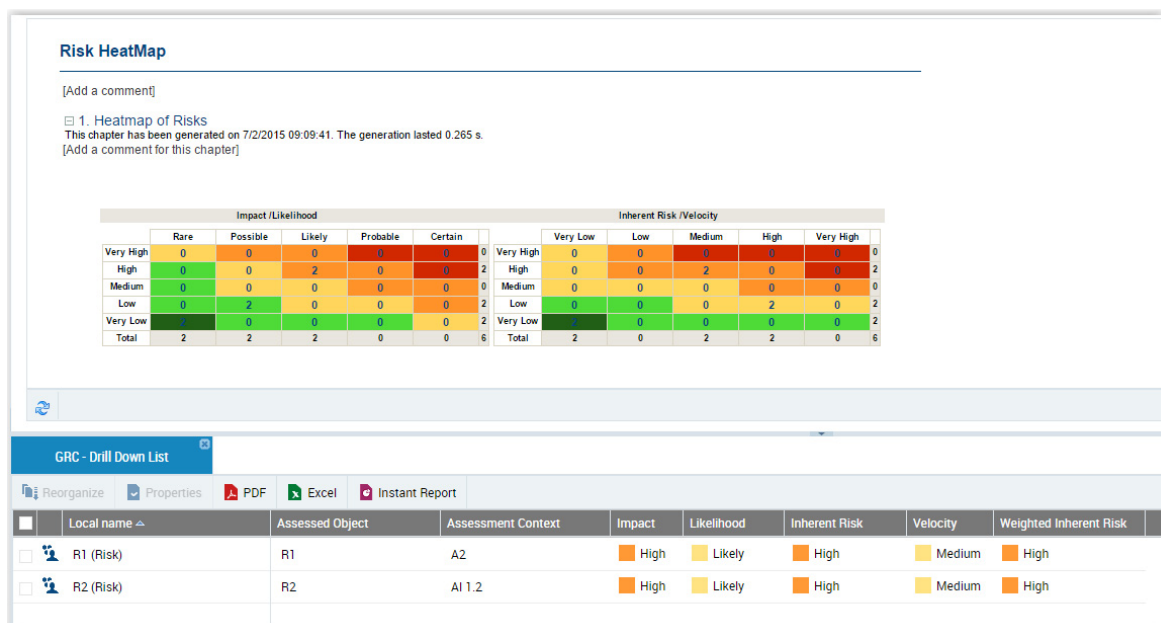 Risk HeatMap
[Add a comment]
1. Heatmap of Risks
This chapter has been generated on 7/2/2015 09:09:41. The generation lasted 0.265 s.
[Add a comment for this chapter]
Impact /Likelihood Inherent Risk /Velocity
Rare Possible Likely Probable Certain Very Low Low Medium High Very High
Very High 0 0 0 0 0 0 Very High 0 0 0 0 0 0
High 0 0 2 0 0 2 High 0 0 2 0 0 2
Medium 0 0 0 0 0 0 Medium 0 0 0 0 0 0
Low 0 2 0 0 0 2 Low 0 0 0 2 0 2
Very Low 2 0 0 0 0 2 Very Low 2 0 0 0 0 2
Total 2 2 2 0 0 6 Total 2 0 2 2 0 6
GRC - Drill Down List
Reorganize Properties PDF Excel Instant Report
Local name Assessed Object Assessment Context Impact Likelihood Inherent Risk Velocity Weighted Inherent Risk
R1 (Risk) R1 A2 High Likely High Medium High
R2 (Risk) R2 AI 1.2 High Likely High Medium High